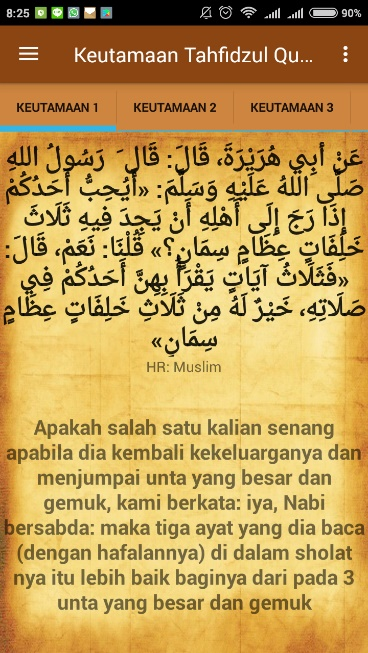 8:25
90%
Keutamaan Tahfidzul Qu...
KEUTAMAAN 1
KEUTAMAAN 2
KEUTAMAAN 3
عَنْ أَبِي هُرَيْرَةَ، قَالَ: قَالَ َ رَسُولُ اللهِ
صَلَّى اللهُ عَلَيْهِ وَسَلَّمَ: «أَيُحِبُّ أَحَدُكُمْ
إِذَا رَجَ إِلَى أَهْلِهِ أَنْ يَجِدَ فِيهِ ثَلَاثَ
خَلِفَاتٍ عِظَامٍ سِمَانٍ؟» قُلْنَا: نَعَمْ، قَالَ:
«فَثَلَاثُ آيَاتٍ يَقْرَأُ بِهِنَّ أَحَدُكُمْ فِي
صَلَاتِهِ، خَيْرٌ لَهُ مِنْ ثَلَاثِ خَلِفَاتٍ عِظَامٍ
سِمَانٍ»
HR: Muslim
Apakah salah satu kalian senang
apabila dia kembali kekeluarganya dan
menjumpai unta yang besar dan
gemuk, kami berkata: iya, Nabi
bersabda: maka tiga ayat yang dia baca
(dengan hafalannya) di dalam sholat
nya itu lebih baik baginya dari pada 3
unta yang besar dan gemuk